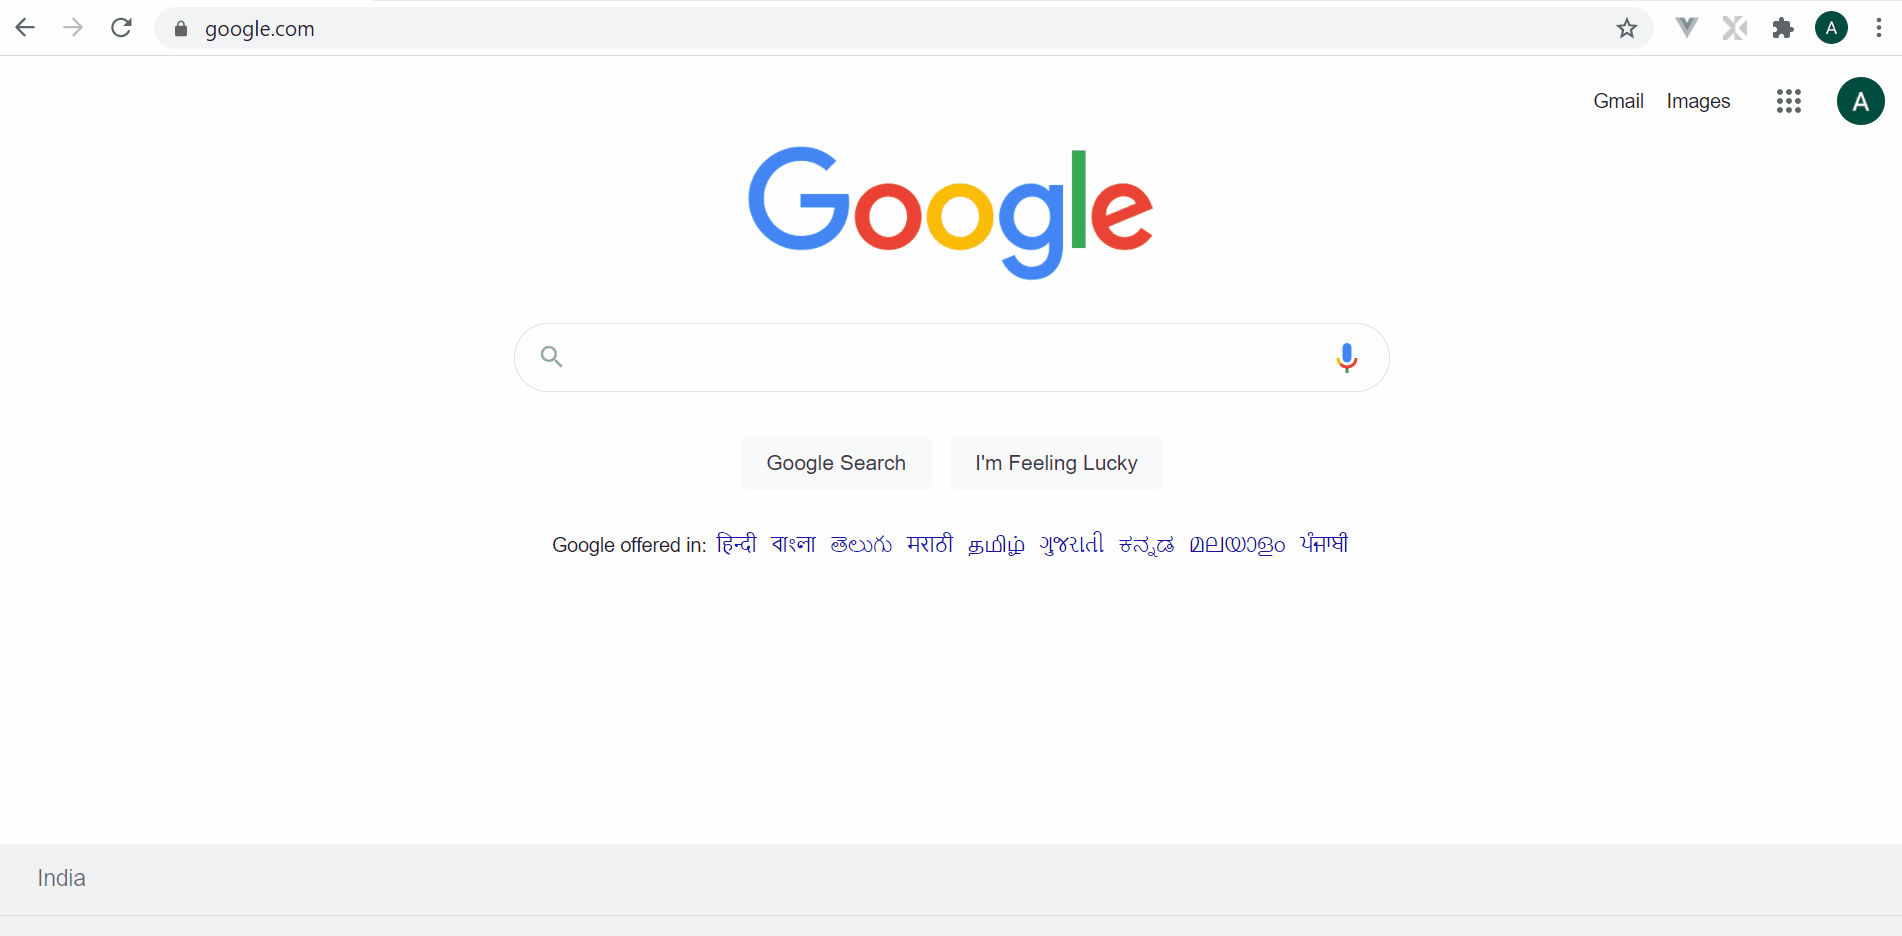 google.com
A
Gmail Images
A
Google
Google Search I'm Feeling Lucky
Google offered in: हिन्दी বাংলা తెలుగు मराठी தமிழ் ગુજરાતી ಕನ್ನಡ മലയാളം ਪੰਜਾਬੀ
India